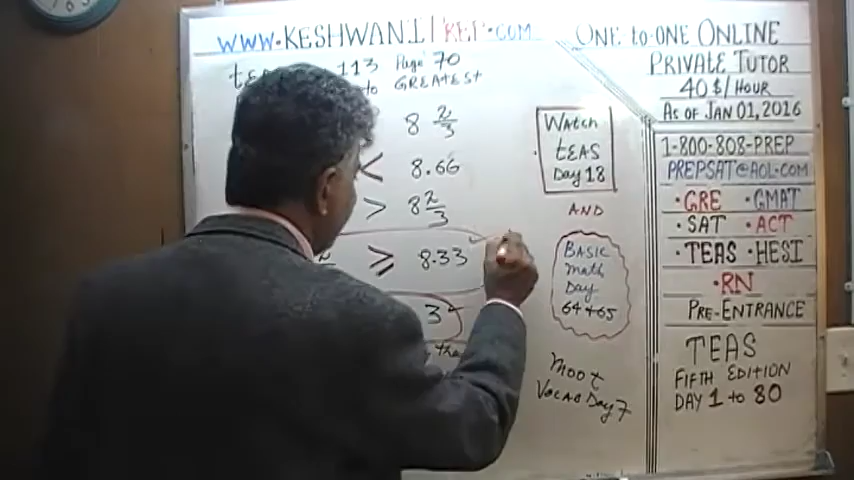 WWW.KESHWANIPREP.COM
113 Page 70
to GREATEST
8 2/3
< 8.66
> 8 2/3
≥ 8.33
3
tha
Watch
TEAS
Day 18
AND
BASIC
math
Day
64+65
Moot
VOCAB Day 7
ONE-to-ONE ONLINE
PRIVATE TUTOR
40 $/HOUR
AS OF JAN 01, 2016
1-800-808-PREP
PREPSAT@AOL.COM
• GRE • GMAT
• SAT • ACT
• TEAS • HESI
• RN
PRE-ENTRANCE
TEAS
FIFTH EDITION
DAY 1 to 80